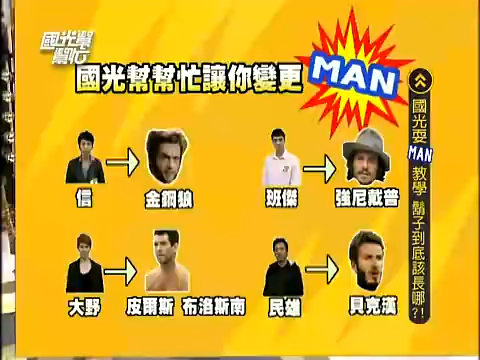 國光幫
幫忙
國光幫幫忙讓你變更
MAN
信
金鋼狼
班傑
強尼戴普
大野
皮爾斯 布洛斯南
民雄
貝克漢
國光耍MAN教學 鬍子到底該長哪?!